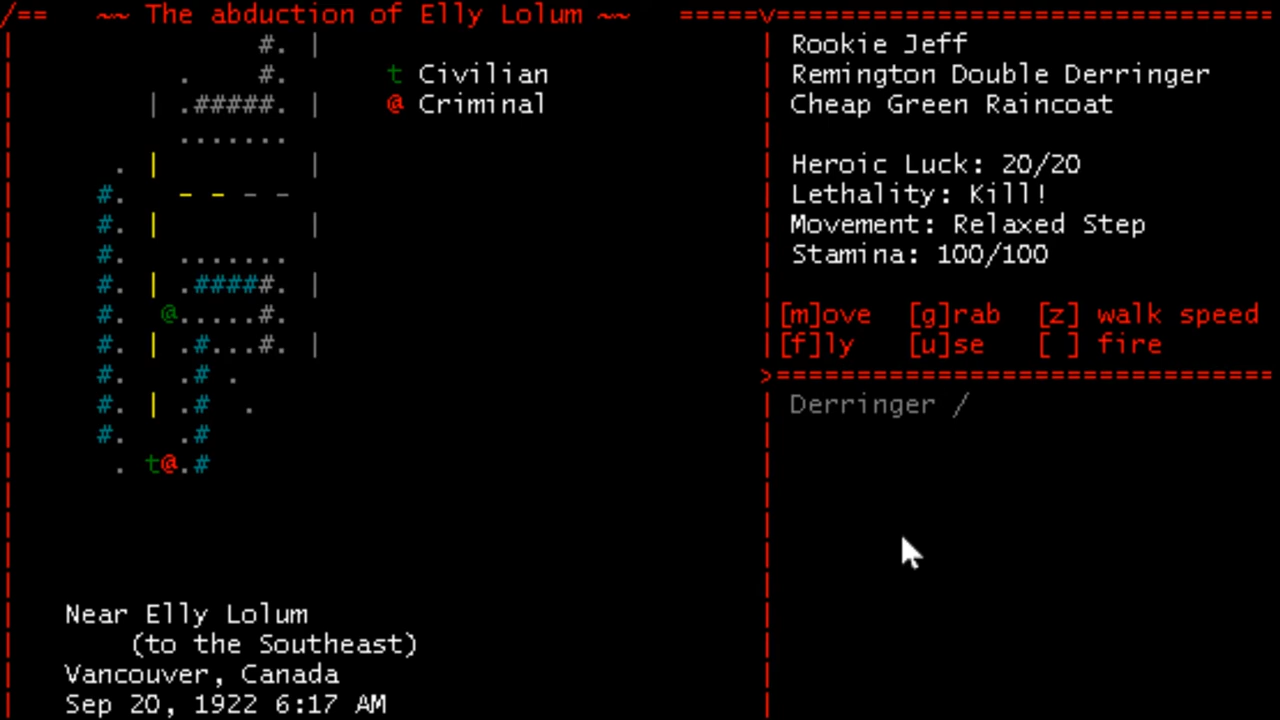 /== ~~ The abduction of Elly Lolum ~~ =====v===============================
#. |
. #.
| .#####. |
.......
. | |
#. - - - -
#. | |
#. .......
#. | .#####. |
#. @.....#.
#. | .#...#. |
#. .# .
#. | .# .
#. .#
. t@.#
t Civilian
@ Criminal
Near Elly Lolum
(to the Southeast)
Vancouver, Canada
Sep 20, 1922 6:17 AM
Rookie Jeff
Remington Double Derringer
Cheap Green Raincoat
Heroic Luck: 20/20
Lethality: Kill!
Movement: Relaxed Step
Stamina: 100/100
[m]ove [g]rab [z] walk speed
[f]ly [u]se [ ] fire
>===============================
Derringer /